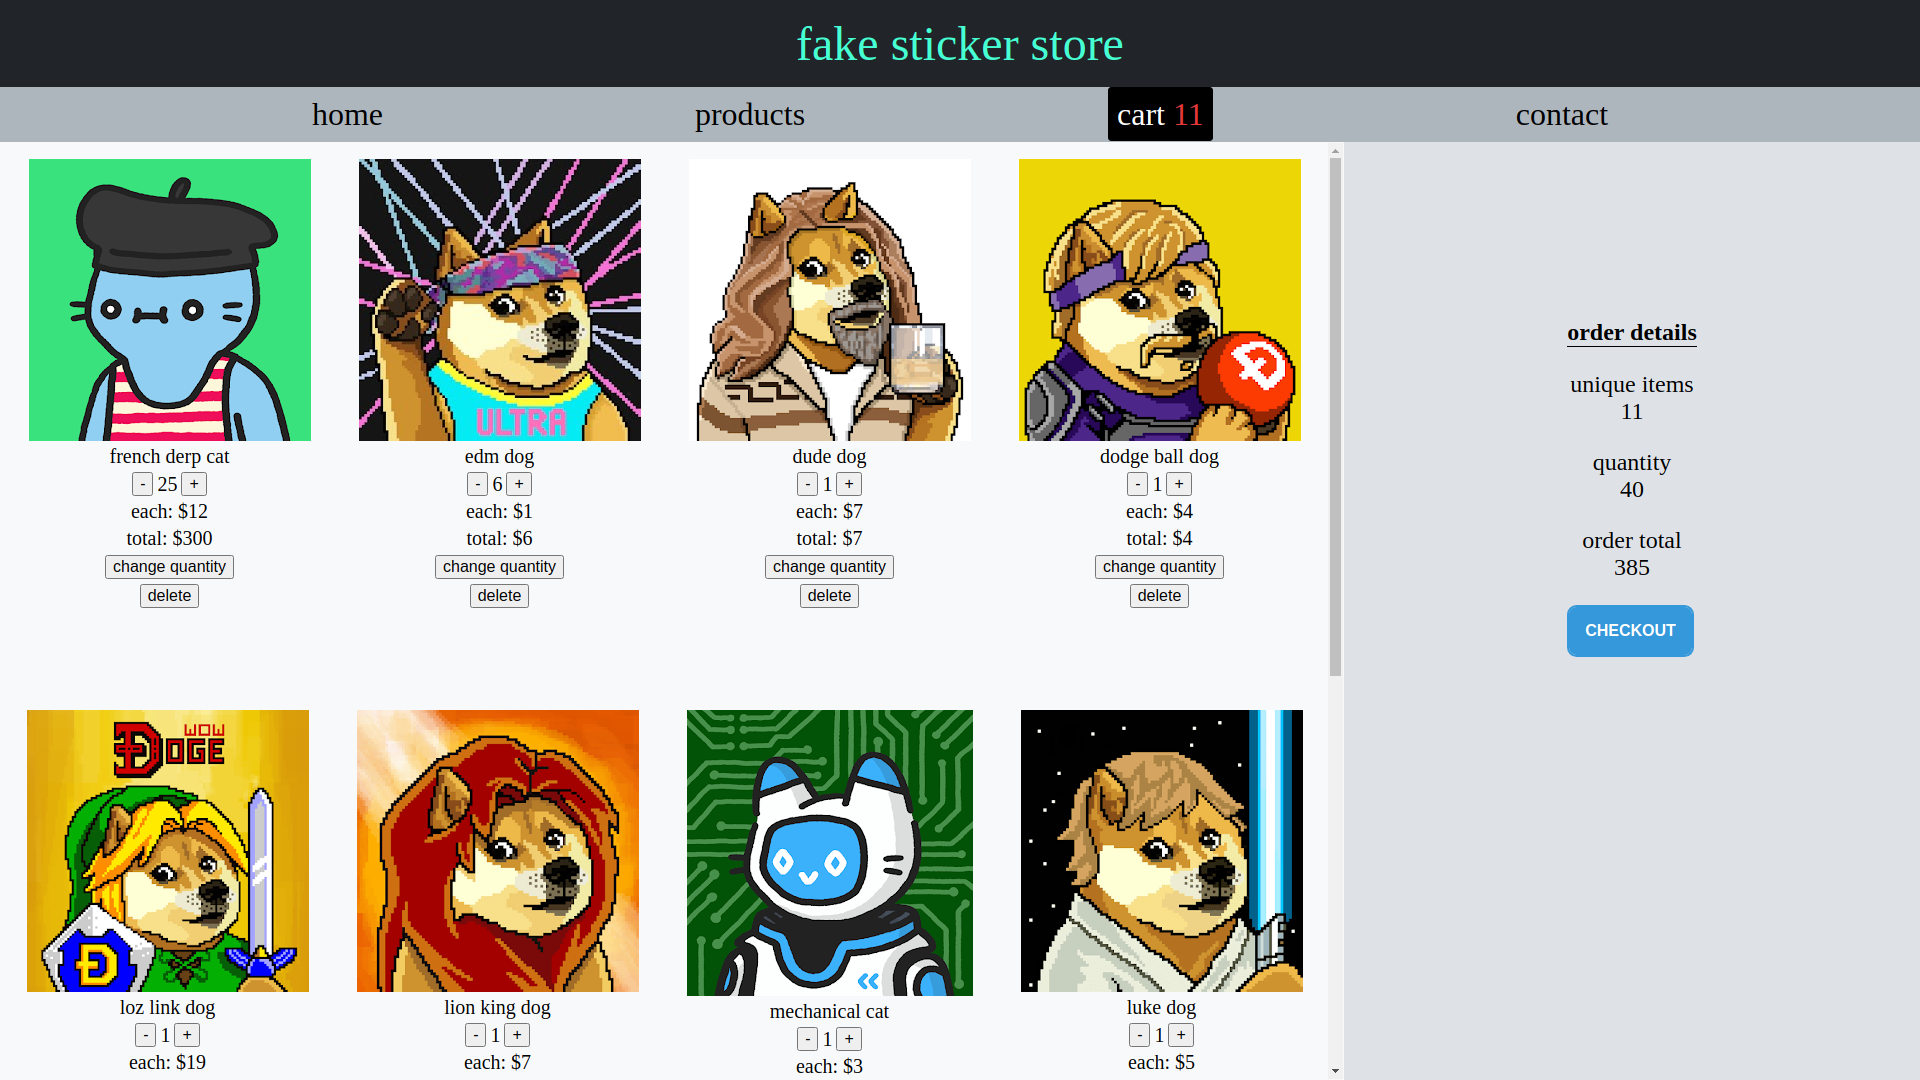 fake sticker store
home
products
cart 11
contact
ULTRA
french derp cat
- 25 +
each: $12
total: $300
change quantity
delete
edm dog
- 6 +
each: $1
total: $6
change quantity
delete
dude dog
- 1 +
each: $7
total: $7
change quantity
delete
dodge ball dog
- 1 +
each: $4
total: $4
change quantity
delete
WOW
DOGE
loz link dog
- 1 +
each: $19
lion king dog
- 1 +
each: $7
mechanical cat
- 1 +
each: $3
luke dog
- 1 +
each: $5
order details
unique items
11
quantity
40
order total
385
CHECKOUT